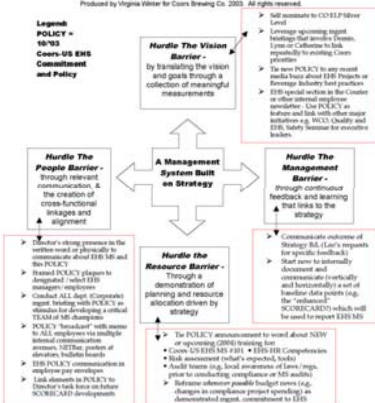 Produced by Virginia Winter for Coors Brewing Co. 2003. All rights reserved.
Legend:
POLICY =
10/'03
Coors-US EHS
Commitment
and Policy
Hurdle The Vision
Barrier -
by translating the vision
and goals through a
collection of meaningful
measurements
Self nominate to CO ELP Silver
Level
Leverage upcoming mgmt
briefings that involve Dennis,
Lynn or Catherine to link
repeatedly to existing Coors
priorities
Tie new POLICY to any recent
media buzz about EHS Projects or
Beverage Industry best practices
EHS special section in the Courier
or other internal employee
newsletter - Use POLICY as
feature and link with other major
initiatives e.g. WCO, Quality and
EHS, Safety Seminar for executive
leaders
Hurdle The
People Barrier -
through relevant
communication, &
the creation of
cross-functional
linkages and
alignment
A Management
System Built
on Strategy
Hurdle The
Management
Barrier -
through continuous
feedback and learning
that links to the
strategy
Director's strong presence in the
written word or physically to
communicate about EHS MS and
this POLICY
Framed POLICY plaques to
designated / select EHS
managers/employees
Conduct ALL dept. (Corporate)
mgmt. briefing with POLICY as
stimulus for developing a critical
TEAM of MS champions
POLICY "broadcast" with memo
to ALL employees via multiple
internal communication
avenues, NETbar, posters at
elevators, bulletin boards
EHS POLICY communication in
employee pay envelopes
Link elements in POLICY to
Director's task force on future
SCORECARD developments
Hurdle the
Resource Barrier -
Through a
demonstration of
planning and resource
allocation driven by
strategy
Communicate outcome of
Strategy B/L (Leo's requests
for specific feedback)
Start now to internally
document and
communicate (vertically
and horizontally) a set of
baseline data points (e.g.
the "enhanced"
SCORECARD) which will
be used to report EHS MS
Tie POLICY announcement to word about NEW
or upcoming (2004) training for:
• Coors-US EHS MS #101 • EHS-HR Competencies
• Risk assessment (what's expected, tools)
• Audit teams (e.g. local awareness of laws/regs,
prior to conducting compliance or MS audits)
Reframe wherever possible budget news (e.g.
changes in compliance project spending) as
demonstrated mgmt. commitment to EHS